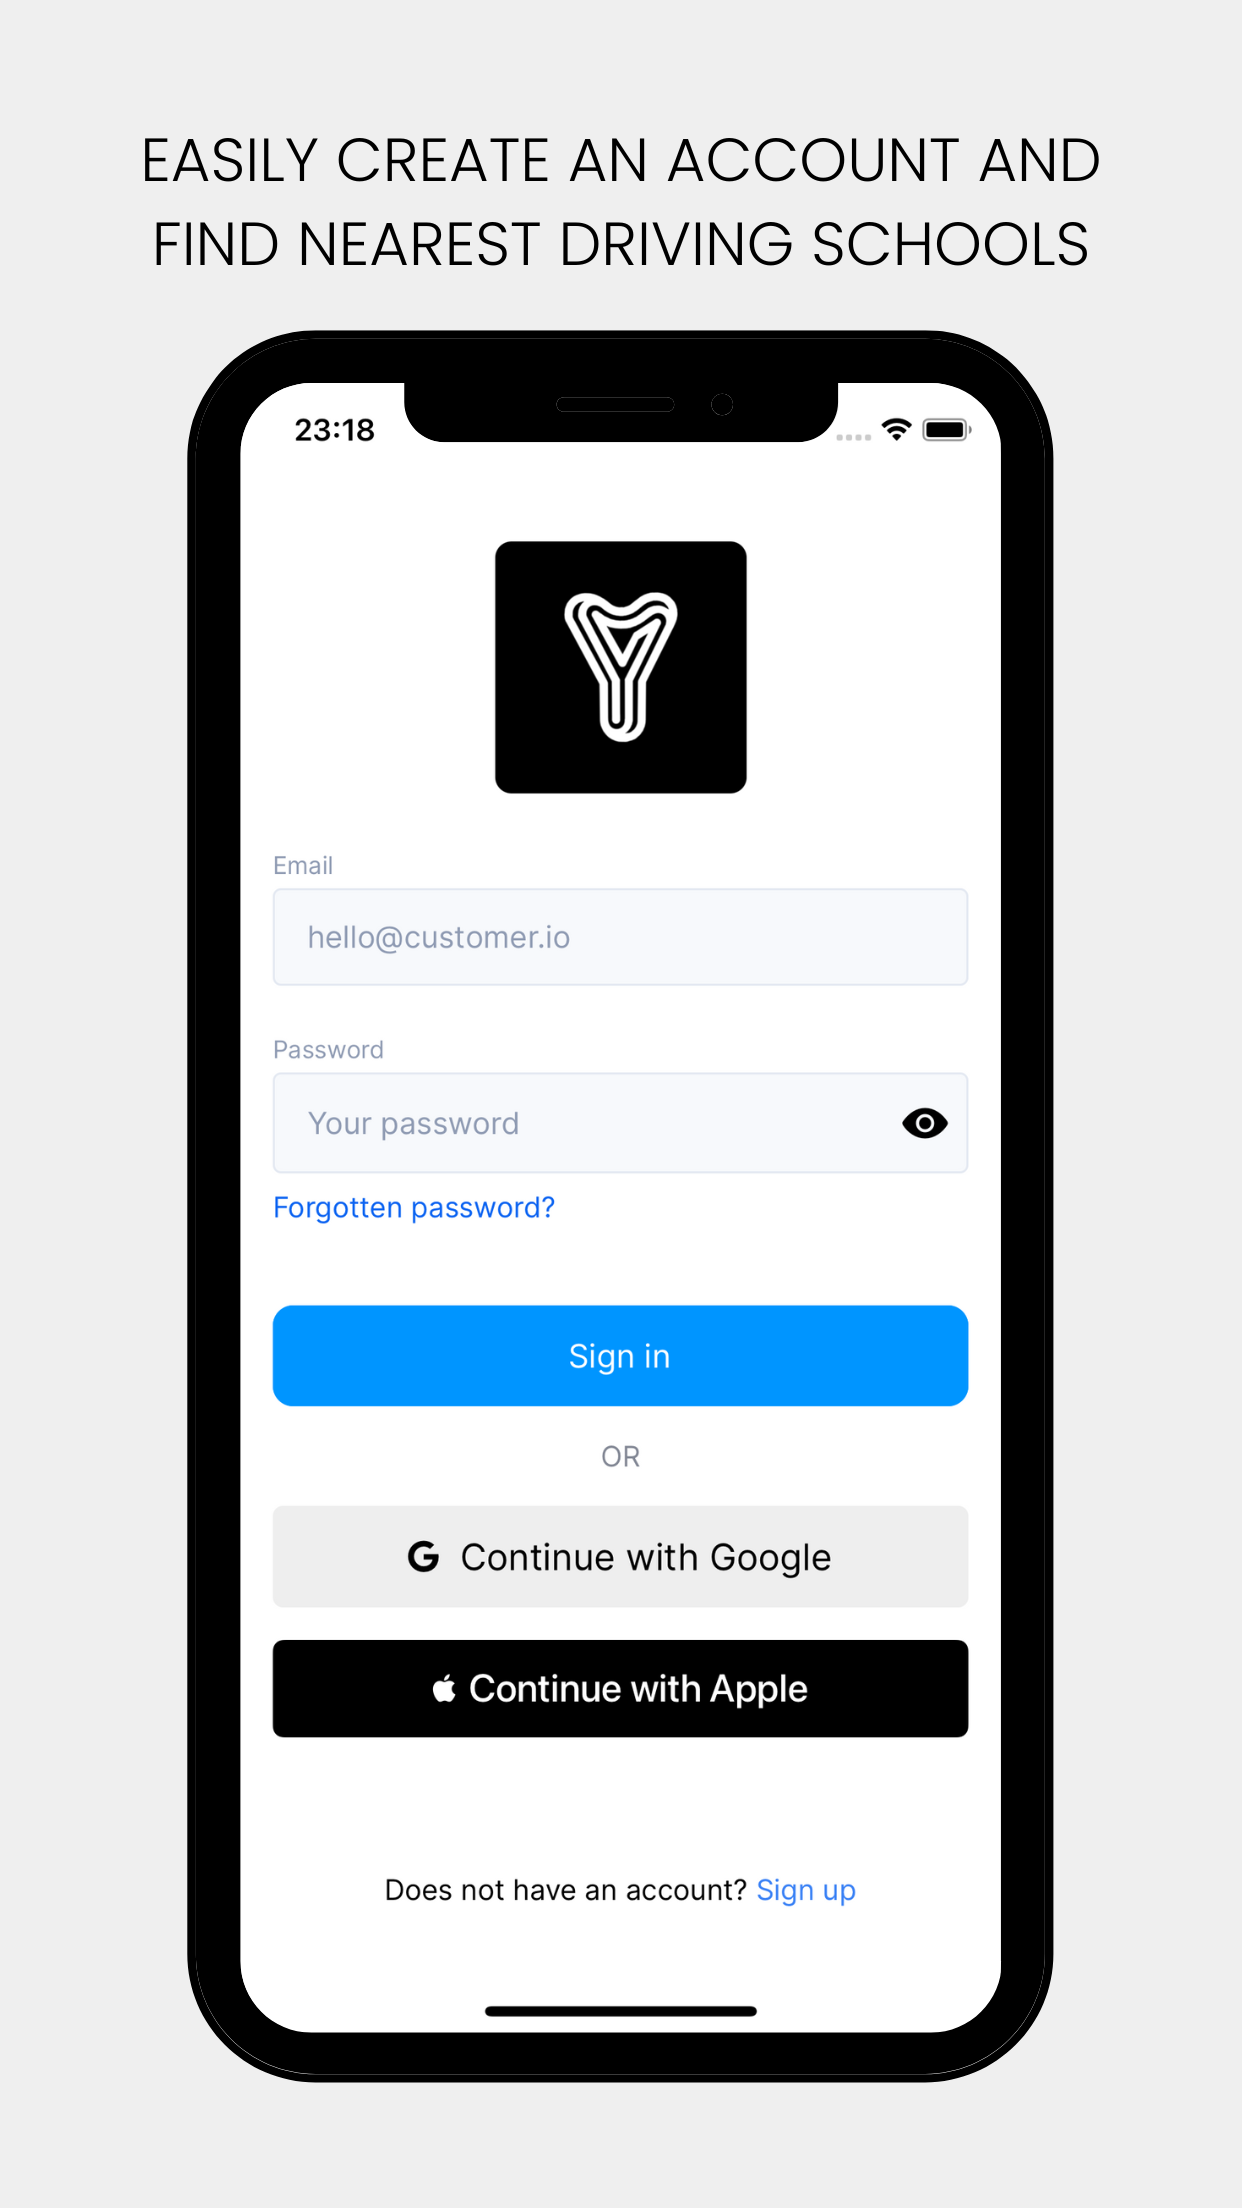 EASILY CREATE AN ACCOUNT AND
FIND NEAREST DRIVING SCHOOLS
23:18
Y
Email
hello@customer.io
Password
Your password
Forgotten password?
Sign in
OR
G Continue with Google
Continue with Apple
Does not have an account? Sign up